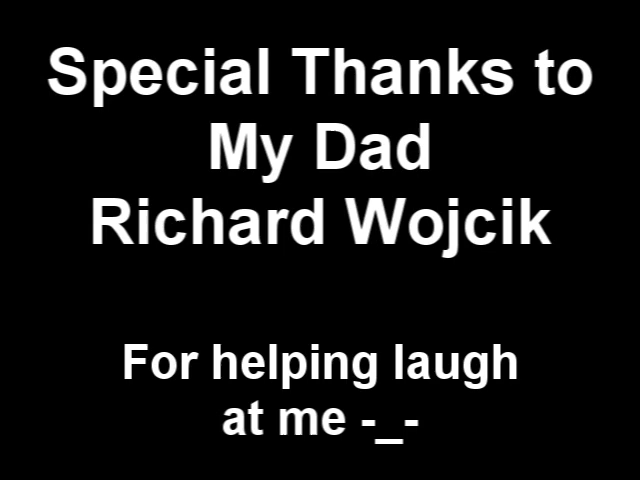 Special Thanks to
My Dad
Richard Wojcik
For helping laugh
at me -_-